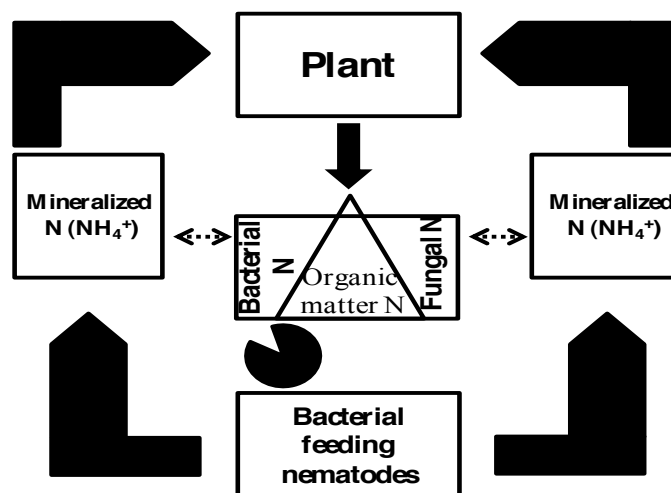 Plant
Mineralized
N (NH₄⁺)
Bacterial
N
Organic
matter N
Fungal N
Mineralized
N (NH₄⁺)
Bacterial
feeding
nematodes